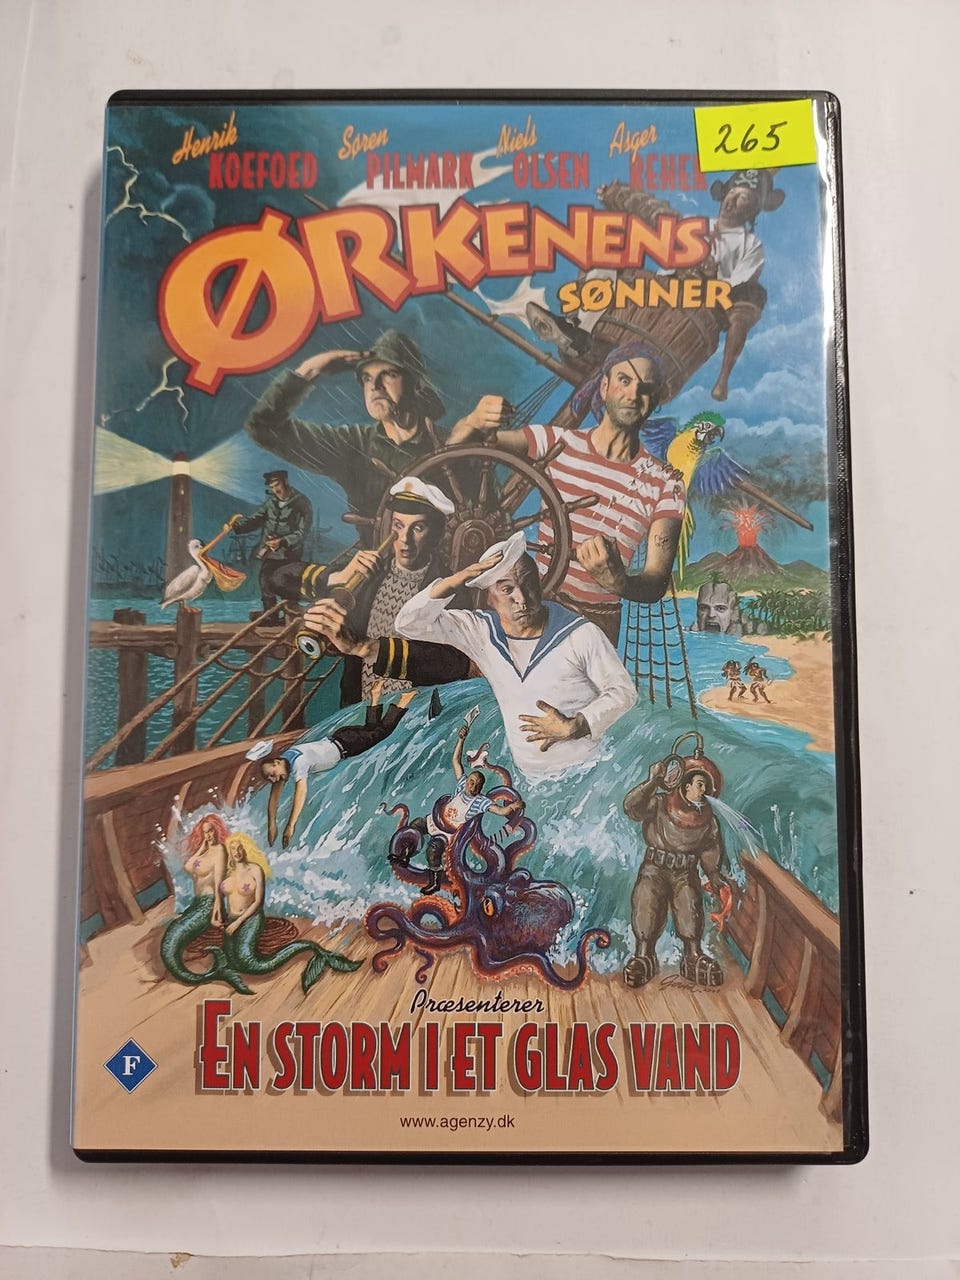 265
Henrik Søren Niels Asger
KOEFOED PILMARK OLSEN REHER
ØRKENENS
SØNNER
Præsenterer
EN STORM I ET GLAS VAND
F
www.agenzy.dk